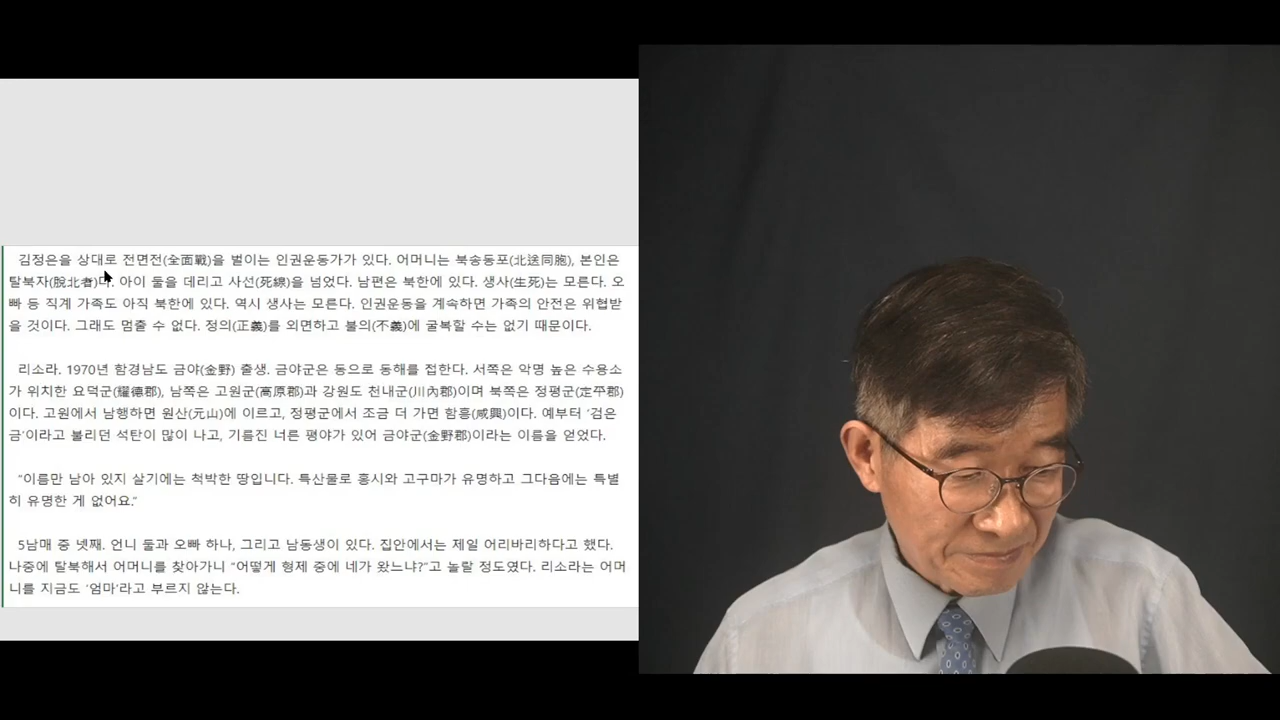 김정은을 상대로 전면전(全面戰)을 벌이는 인권운동가가 있다. 어머니는 북송동포(北送同胞), 본인은
탈북자(脫北者)다. 아이 둘을 데리고 사선(死線)을 넘었다. 남편은 북한에 있다. 생사(生死)는 모른다. 오
빠 등 직계 가족도 아직 북한에 있다. 역시 생사는 모른다. 인권운동을 계속하면 가족의 안전은 위협받
을 것이다. 그래도 멈출 수 없다. 정의(正義)를 외면하고 불의(不義)에 굴복할 수는 없기 때문이다.
리소라. 1970년 함경남도 금야(金野) 출생. 금야군은 동으로 동해를 접한다. 서쪽은 악명 높은 수용소
가 위치한 요덕군(耀德郡), 남쪽은 고원군(高原郡)과 강원도 천내군(川內郡)이며 북쪽은 정평군(定平郡)
이다. 고원에서 남행하면 원산(元山)에 이르고, 정평군에서 조금 더 가면 함흥(咸興)이다. 예부터 '검은
금'이라고 불리던 석탄이 많이 나고, 기름진 너른 평야가 있어 금야군(金野郡)이라는 이름을 얻었다.
"이름만 남아 있지 살기에는 척박한 땅입니다. 특산물로 홍시와 고구마가 유명하고 그다음에는 특별
히 유명한 게 없어요."
5남매 중 넷째. 언니 둘과 오빠 하나, 그리고 남동생이 있다. 집안에서는 제일 어리바리하다고 했다.
나중에 탈북해서 어머니를 찾아가니 "어떻게 형제 중에 네가 왔느냐?"고 놀랄 정도였다. 리소라는 어머
니를 지금도 '엄마'라고 부르지 않는다.